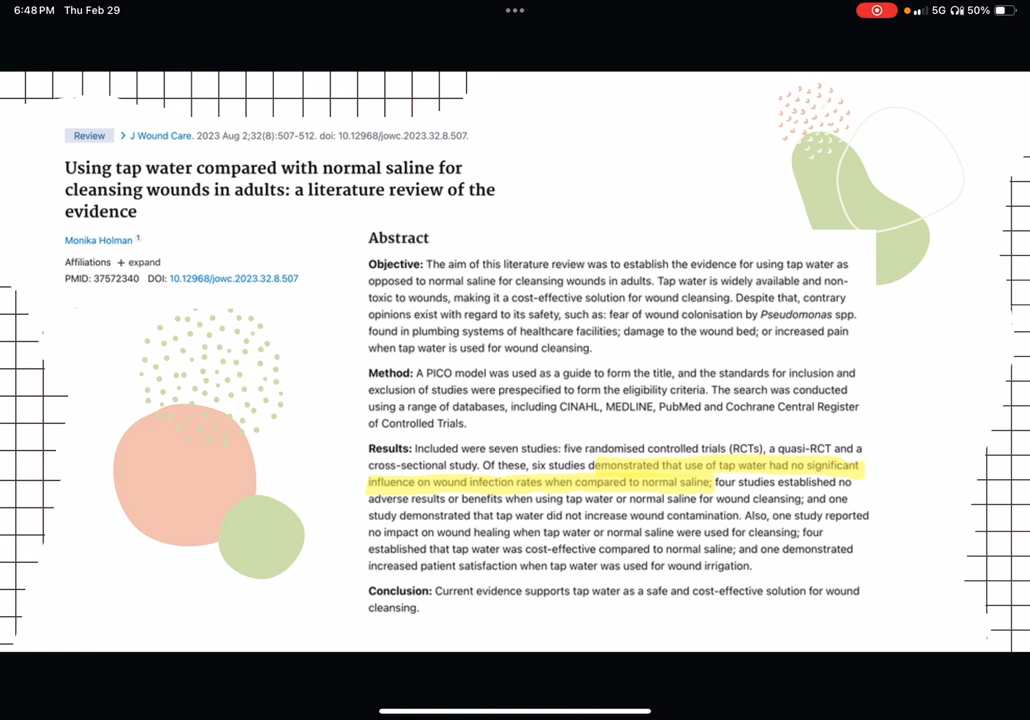 6:48 PM Thu Feb 29
5G 50%
Review
J Wound Care. 2023 Aug 2;32(8):507-512. doi: 10.12968/jowc.2023.32.8.507.
Using tap water compared with normal saline for
cleansing wounds in adults: a literature review of the
evidence
Monika Holman 1
Affiliations + expand
PMID: 37572340 DOI: 10.12968/jowc.2023.32.8.507
Abstract
Objective: The aim of this literature review was to establish the evidence for using tap water as
opposed to normal saline for cleansing wounds in adults. Tap water is widely available and non-
toxic to wounds, making it a cost-effective solution for wound cleansing. Despite that, contrary
opinions exist with regard to its safety, such as: fear of wound colonisation by Pseudomonas spp.
found in plumbing systems of healthcare facilities; damage to the wound bed; or increased pain
when tap water is used for wound cleansing.
Method: A PICO model was used as a guide to form the title, and the standards for inclusion and
exclusion of studies were prespecified to form the eligibility criteria. The search was conducted
using a range of databases, including CINAHL, MEDLINE, PubMed and Cochrane Central Register
of Controlled Trials.
Results: Included were seven studies: five randomised controlled trials (RCTs), a quasi-RCT and a
cross-sectional study. Of these, six studies demonstrated that use of tap water had no significant
influence on wound infection rates when compared to normal saline; four studies established no
adverse results or benefits when using tap water or normal saline for wound cleansing; and one
study demonstrated that tap water did not increase wound contamination. Also, one study reported
no impact on wound healing when tap water or normal saline were used for cleansing; four
established that tap water was cost-effective compared to normal saline; and one demonstrated
increased patient satisfaction when tap water was used for wound irrigation.
Conclusion: Current evidence supports tap water as a safe and cost-effective solution for wound
cleansing.